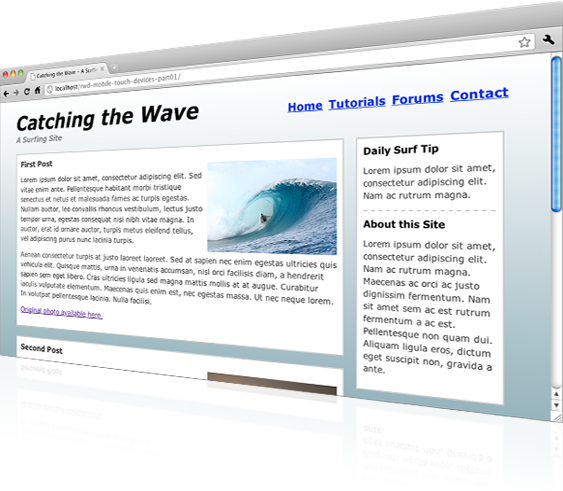 Catching the Wave – A Surfi
localhost/rwd-mobile-touch-devices-part01/
Catching the Wave
A Surfing Site
Home Tutorials Forums Contact
First Post
Lorem ipsum dolor sit amet, consectetur adipiscing elit. Sed
vitae enim ante. Pellentesque habitant morbi tristique
senectus et netus et malesuada fames ac turpis egestas.
Nullam auctor, leo convallis rhoncus vestibulum, lectus justo
tempor urna, egestas consequat nisi nibh vitae magna. In
auctor, erat id ornare auctor, turpis metus eleifend tellus,
vel adipiscing purus nunc lacinia turpis.
Aenean consectetur turpis at justo laoreet laoreet. Sed at sapien nec enim egestas ultricies quis
vehicula elit. Quisque mattis, urna in venenatis accumsan, nisl orci facilisis diam, a hendrerit
sapien sem eget libero. Cras ultricies ligula sed magna mattis mollis at at augue. Curabitur
iaculis vulputate elementum. Maecenas quis enim est, nec egestas massa. Ut nec neque lorem.
In volutpat pellentesque lacinia. Nulla facilisi.
Original photo available here.
Second Post
Daily Surf Tip
Lorem ipsum dolor sit amet,
consectetur adipiscing elit.
Nam ac rutrum magna.
About this Site
Lorem ipsum dolor sit amet,
consectetur adipiscing elit.
Nam ac rutrum magna.
Maecenas ac orci ac justo
dignissim fermentum. Nam
sit amet sem ac est rutrum
fermentum a ac est.
Pellentesque non quam dui.
Aliquam ligula eros, dictum
eget suscipit non, gravida a
ante.